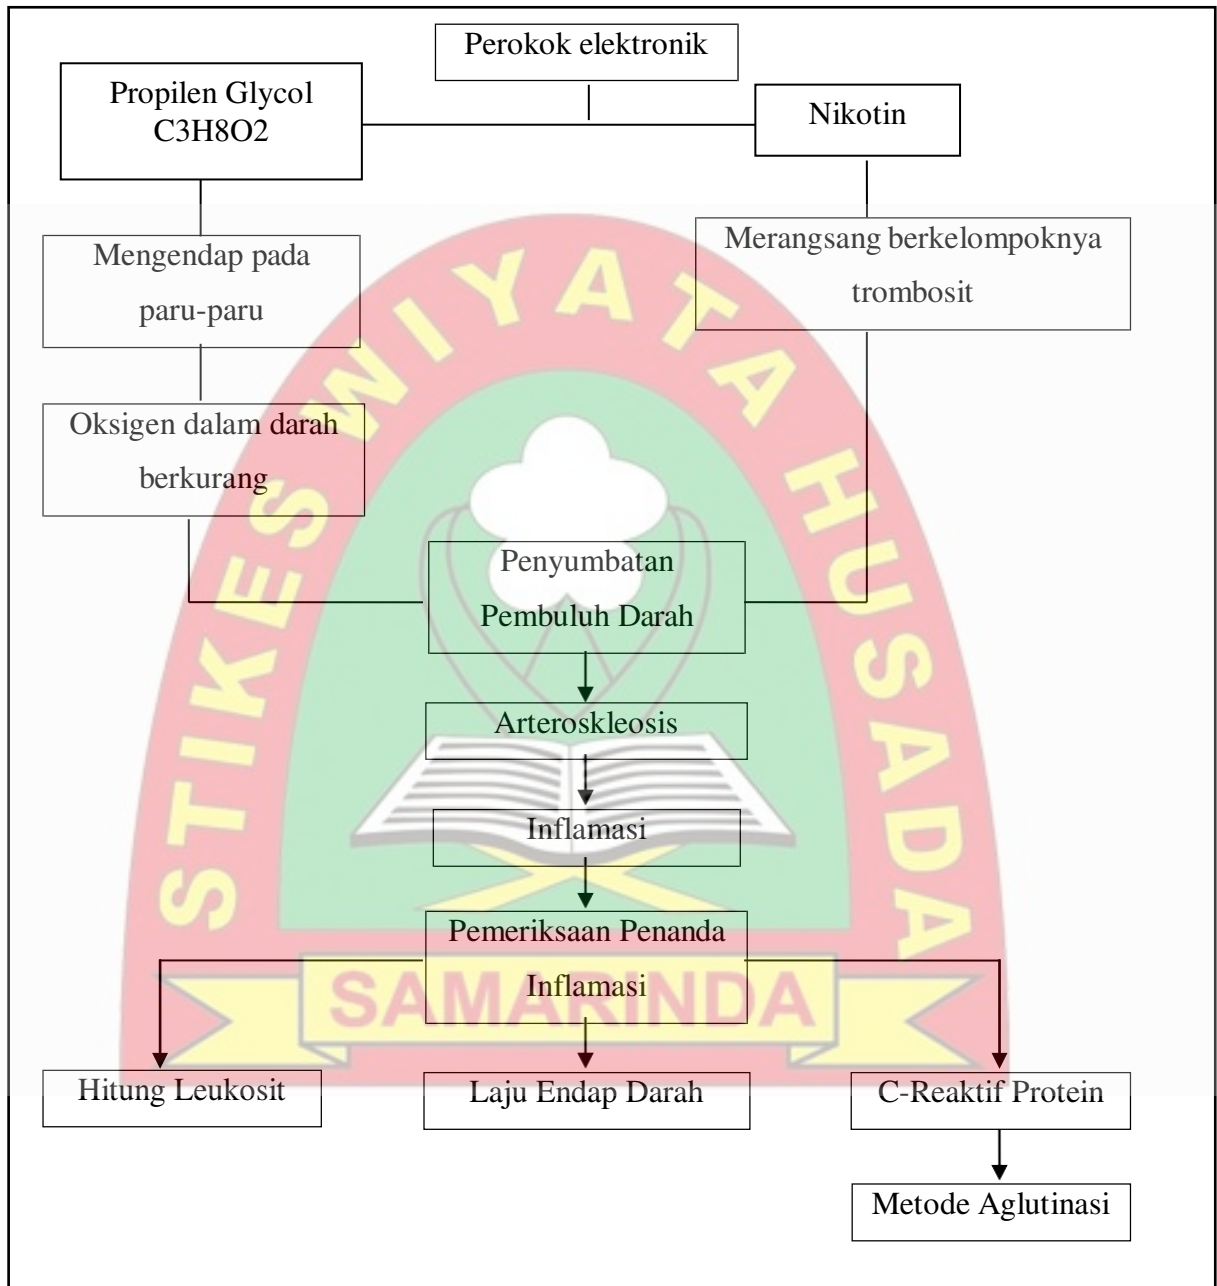 Perokok elektronik
Propilen Glycol
C3H8O2
Nikotin
Mengendap pada
paru-paru
Merangsang berkelompoknya
trombosit
Oksigen dalam darah
berkurang
Penyumbatan
Pembuluh Darah
Arteroskleosis
Inflamasi
Pemeriksaan Penanda
Inflamasi
Hitung Leukosit
Laju Endap Darah
C-Reaktif Protein
Metode Aglutinasi
STIKES WIYATA HUSADA
SAMARINDA